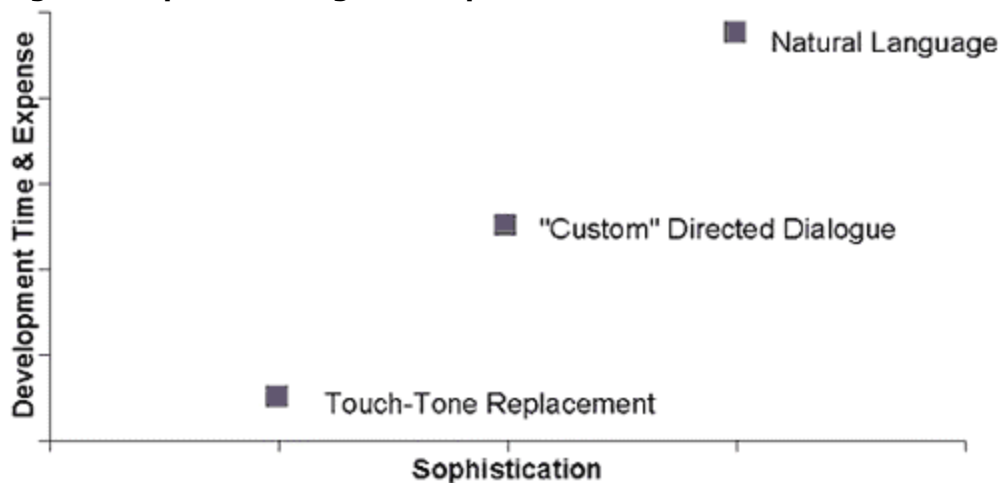 Natural Language
"Custom" Directed Dialogue
Touch-Tone Replacement
Development Time & Expense
Sophistication